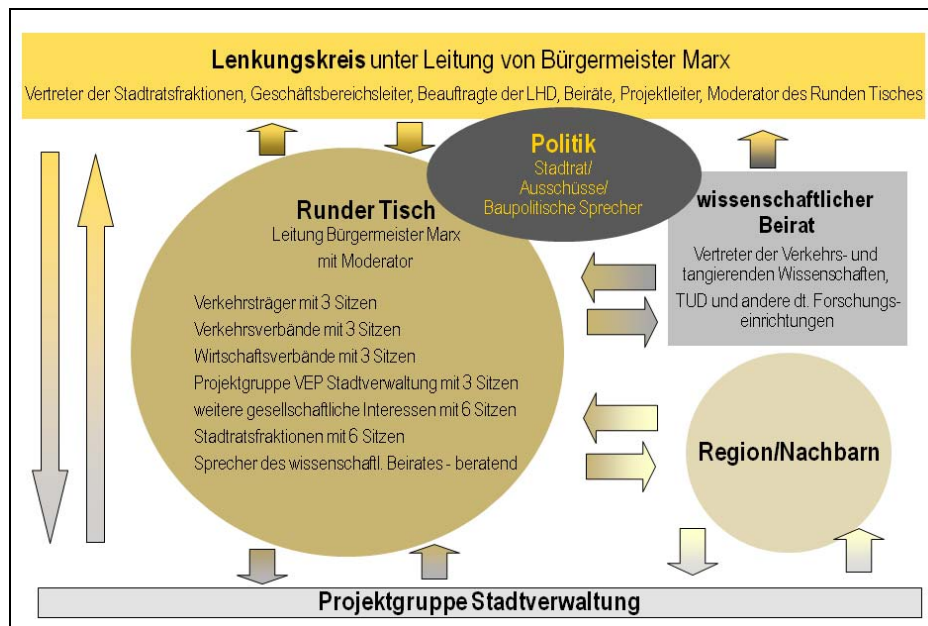 Lenkungskreis unter Leitung von Bürgermeister Marx
Vertreter der Stadtratsfraktionen, Geschäftsbereichsleiter, Beauftragte der LHD, Beiräte, Projektleiter, Moderator des Runden Tisches
Politik
Stadtrat/
Ausschüsse/
Baupolitische Sprecher
Runder Tisch
Leitung Bürgermeister Marx
mit Moderator
Verkehrsträger mit 3 Sitzen
Verkehrsverbände mit 3 Sitzen
Wirtschaftsverbände mit 3 Sitzen
Projektgruppe VEP Stadtverwaltung mit 3 Sitzen
weitere gesellschaftliche Interessen mit 6 Sitzen
Stadtratsfraktionen mit 6 Sitzen
Sprecher des wissenschaftl. Beirates - beratend
wissenschaftlicher
Beirat
Vertreter der Verkehrs- und
tangierenden Wissenschaften,
TUD und andere dt. Forschungs-
einrichtungen
Region/Nachbarn
Projektgruppe Stadtverwaltung